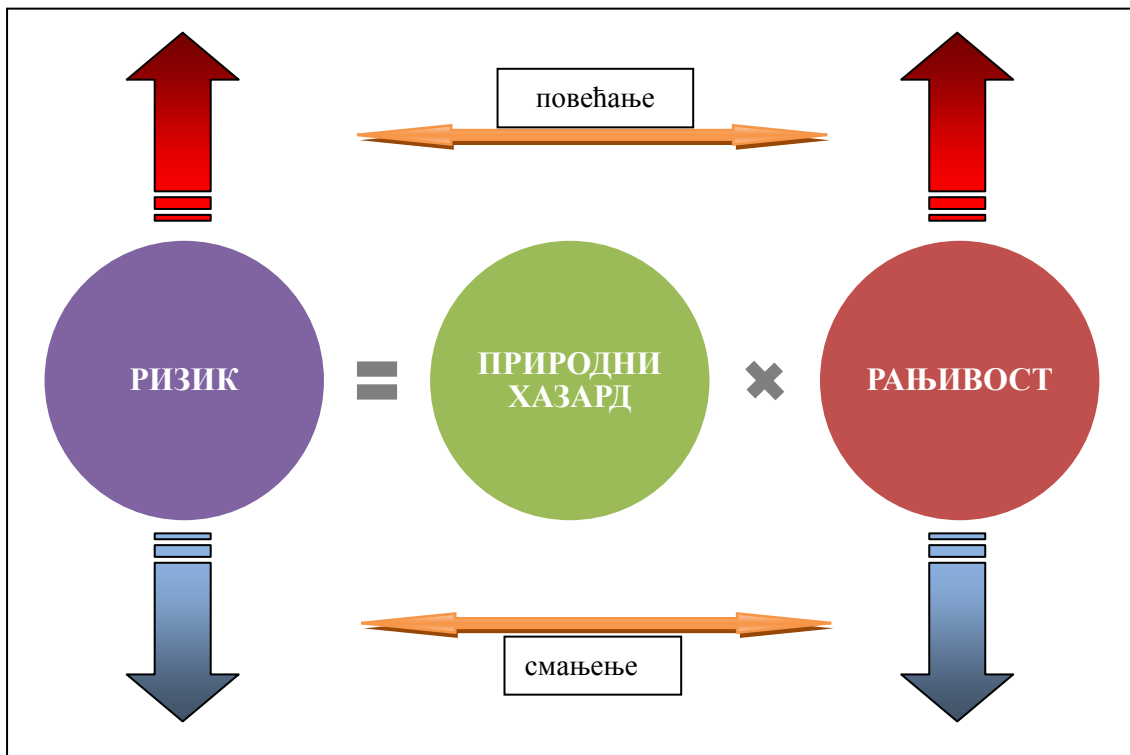 повећање
РИЗИК
ПРИРОДНИ
ХАЗАРД
РАЊИВОСТ
смањење